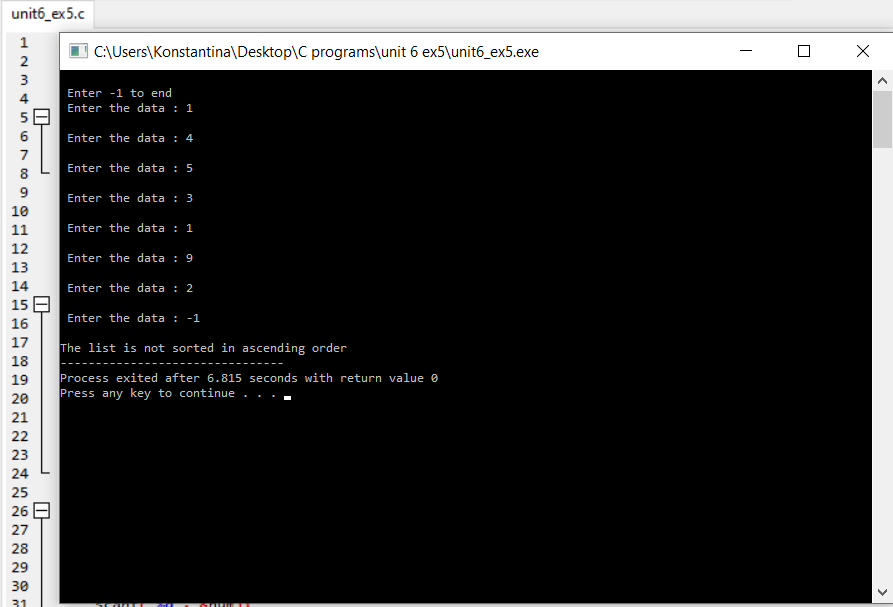 unit6_ex5.c
C:\Users\Konstantina\Desktop\C programs\unit 6 ex5\unit6_ex5.exe
1
2
3
4
5
6
7
8
9
10
11
12
13
14
15
16
17
18
19
20
21
22
23
24
25
26
27
28
29
30
31
Enter -1 to end
Enter the data : 1
Enter the data : 4
Enter the data : 5
Enter the data : 3
Enter the data : 1
Enter the data : 9
Enter the data : 2
Enter the data : -1
The list is not sorted in ascending order
--------------------------------
Process exited after 6.815 seconds with return value 0
Press any key to continue . . .